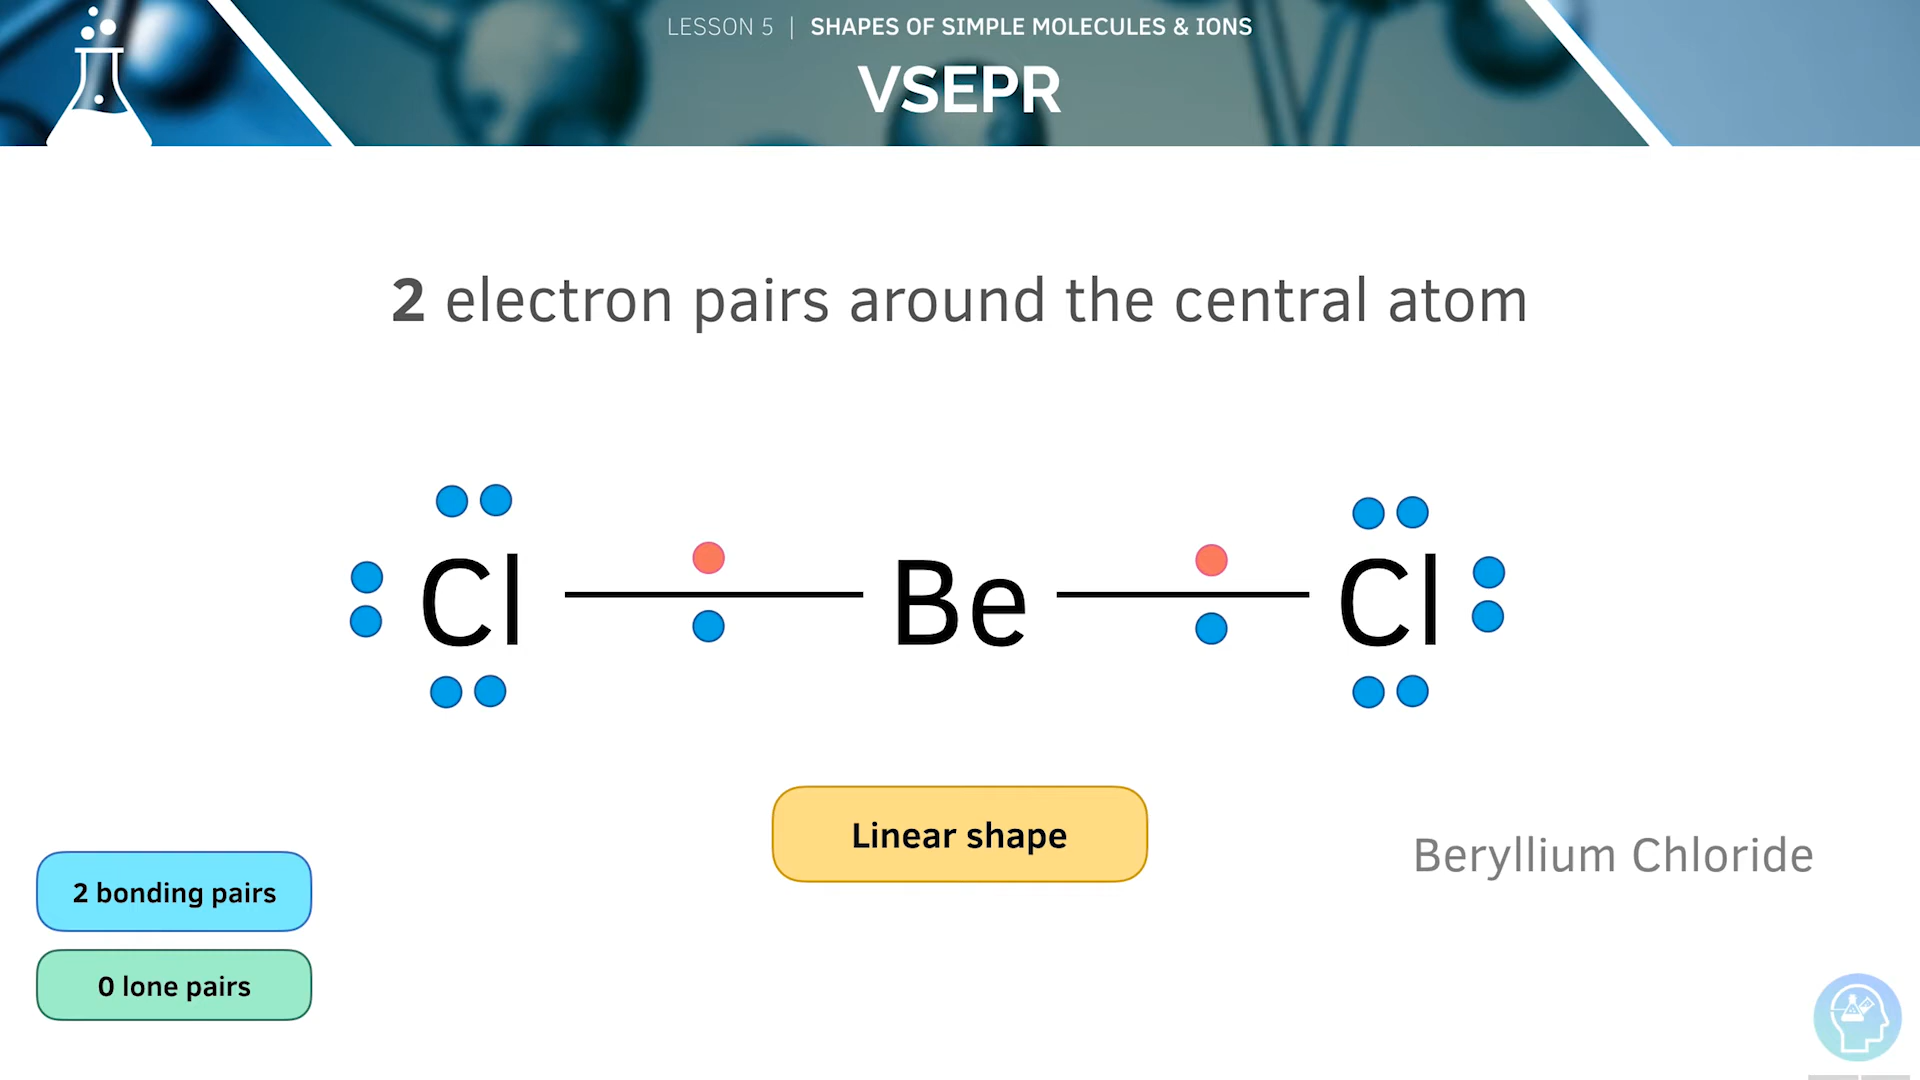 LESSON 5 | SHAPES OF SIMPLE MOLECULES & IONS
VSEPR
2 electron pairs around the central atom
Cl Be Cl
Linear shape
Beryllium Chloride
2 bonding pairs
0 lone pairs